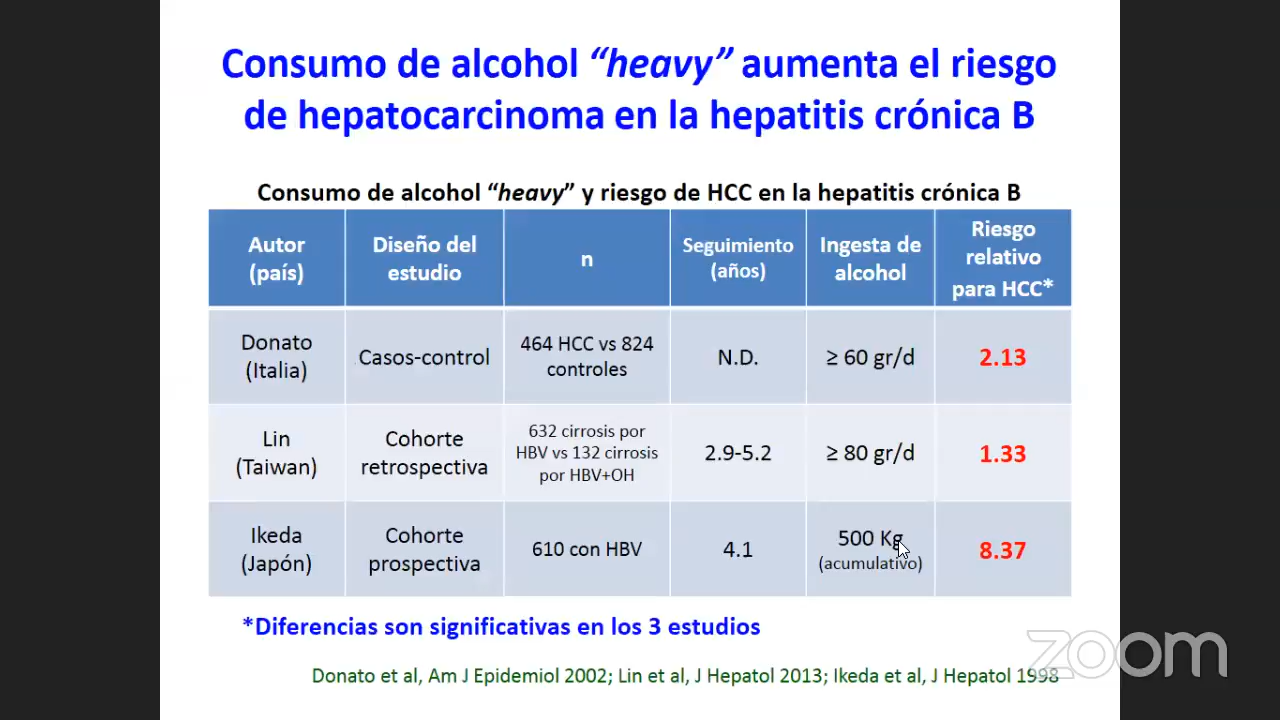 Consumo de alcohol “heavy” aumenta el riesgo
de hepatocarcinoma en la hepatitis crónica B
Consumo de alcohol “heavy” y riesgo de HCC en la hepatitis crónica B
Autor
(país)
Diseño del
estudio
n
Seguimiento
(años)
Ingesta de
alcohol
Riesgo
relativo
para HCC*
Donato
(Italia)
Casos-control
464 HCC vs 824
controles
N.D.
≥ 60 gr/d
2.13
Lin
(Taiwan)
Cohorte
retrospectiva
632 cirrosis por
HBV vs 132 cirrosis
por HBV+OH
2.9-5.2
≥ 80 gr/d
1.33
Ikeda
(Japón)
Cohorte
prospectiva
610 con HBV
4.1
500 Kg
(acumulativo)
8.37
*Diferencias son significativas en los 3 estudios
Donato et al, Am J Epidemiol 2002; Lin et al, J Hepatol 2013; Ikeda et al, J Hepatol 1998
zoom